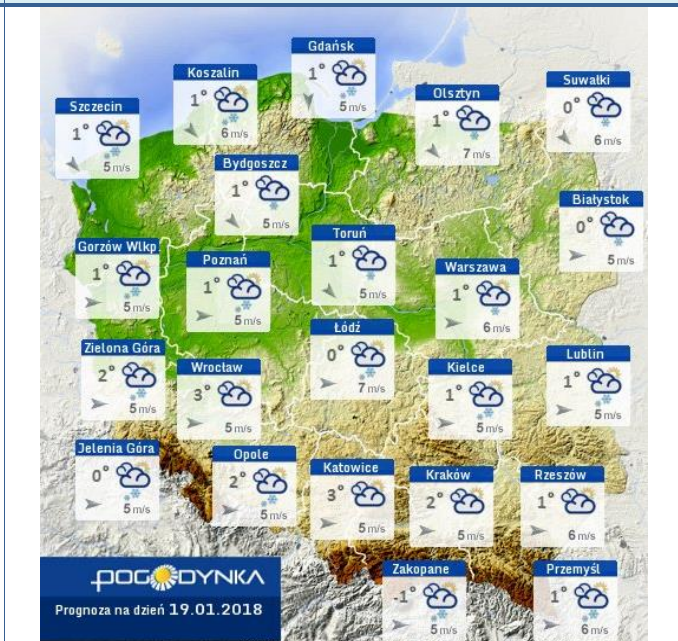 Gdańsk
1°
5 m/s
Koszalin
1°
6 m/s
Suwałki
0°
6 m/s
Olsztyn
1°
7 m/s
Szczecin
1°
5 m/s
Bydgoszcz
1°
5 m/s
Białystok
0°
5 m/s
Toruń
1°
5 m/s
Gorzów Wlkp.
1°
5 m/s
Poznań
1°
5 m/s
Warszawa
1°
6 m/s
Łódź
0°
7 m/s
Zielona Góra
2°
5 m/s
Wrocław
3°
5 m/s
Kielce
1°
5 m/s
Lublin
1°
5 m/s
Jelenia Góra
0°
5 m/s
Opole
2°
5 m/s
Katowice
3°
5 m/s
Kraków
2°
5 m/s
Rzeszów
1°
6 m/s
Zakopane
-1°
5 m/s
Przemyśl
1°
6 m/s
POGODYNKA
Prognoza na dzień 19.01.2018